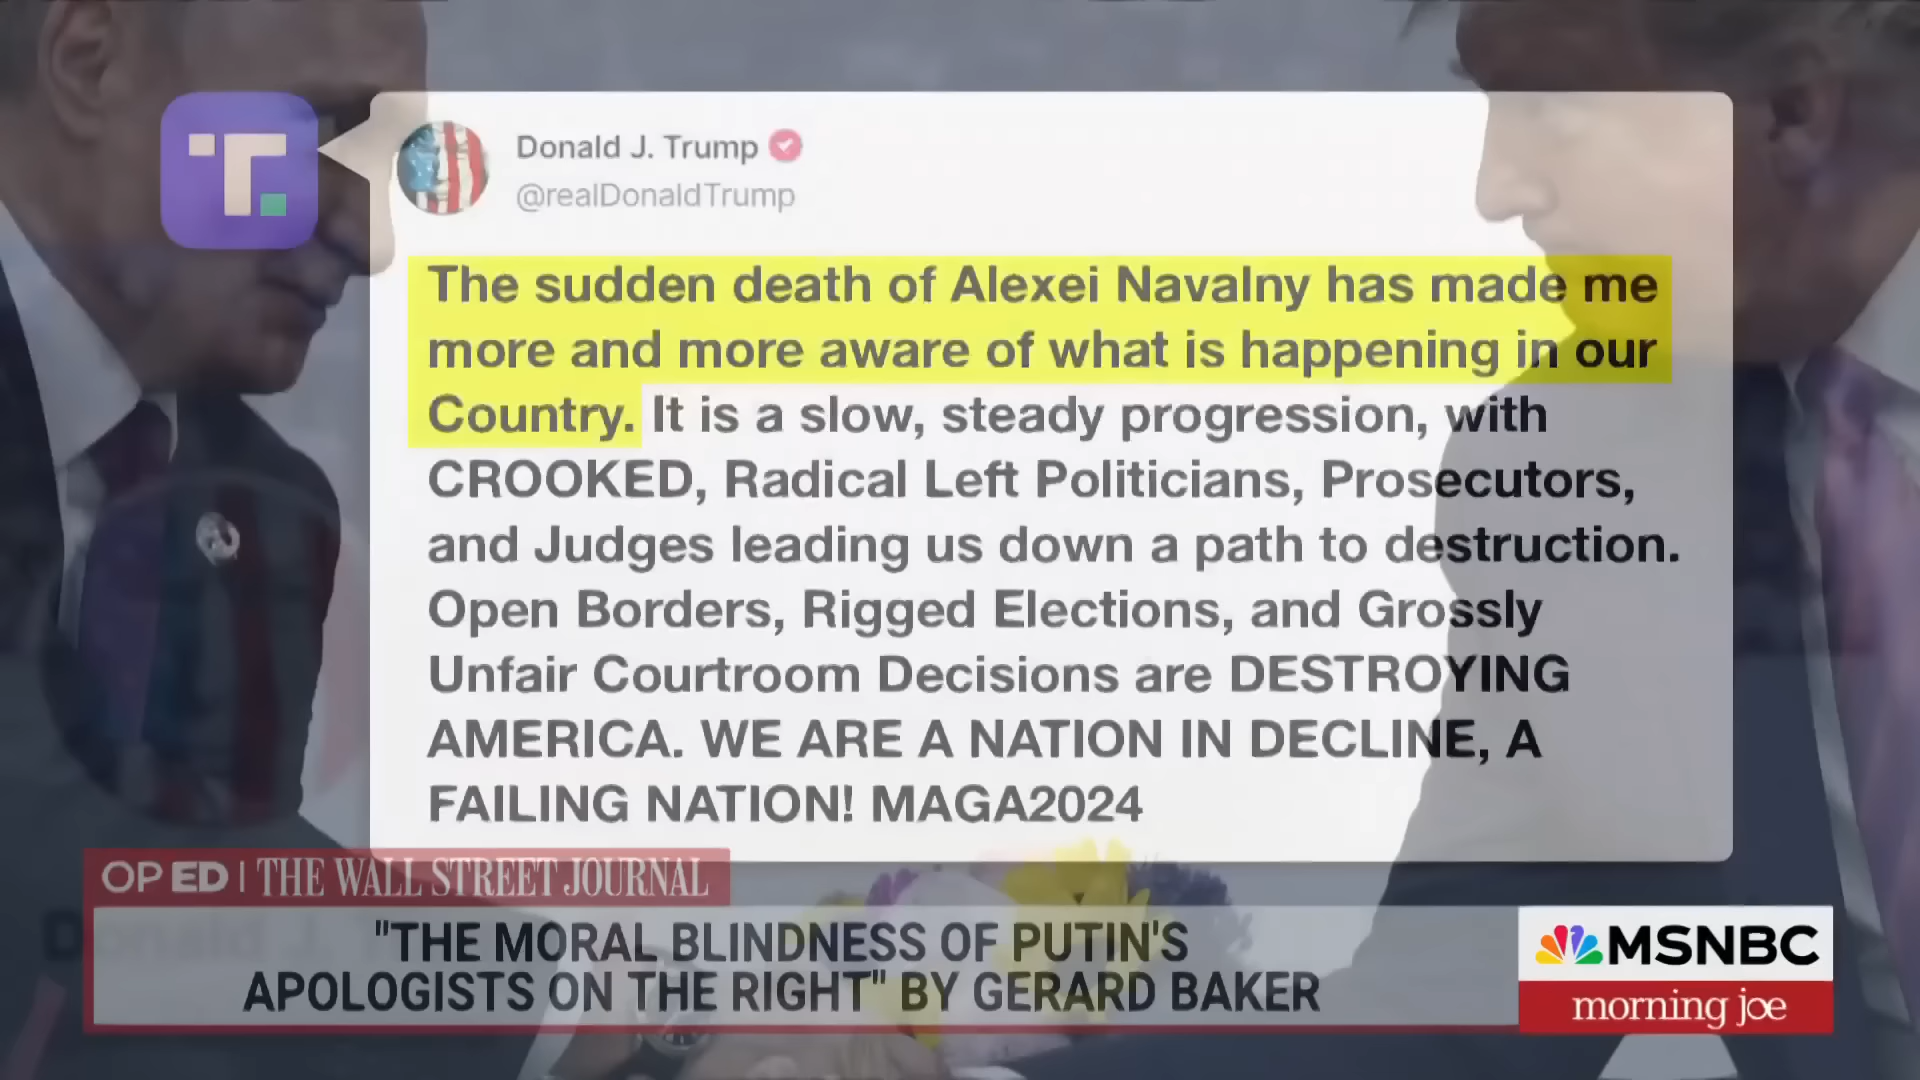 Donald J. Trump
@realDonaldTrump
The sudden death of Alexei Navalny has made me
more and more aware of what is happening in our
Country. It is a slow, steady progression, with
CROOKED, Radical Left Politicians, Prosecutors,
and Judges leading us down a path to destruction.
Open Borders, Rigged Elections, and Grossly
Unfair Courtroom Decisions are DESTROYING
AMERICA. WE ARE A NATION IN DECLINE, A
FAILING NATION! MAGA2024
OP ED | THE WALL STREET JOURNAL
"THE MORAL BLINDNESS OF PUTIN'S
APOLOGISTS ON THE RIGHT" BY GERARD BAKER
MSNBC
morning joe